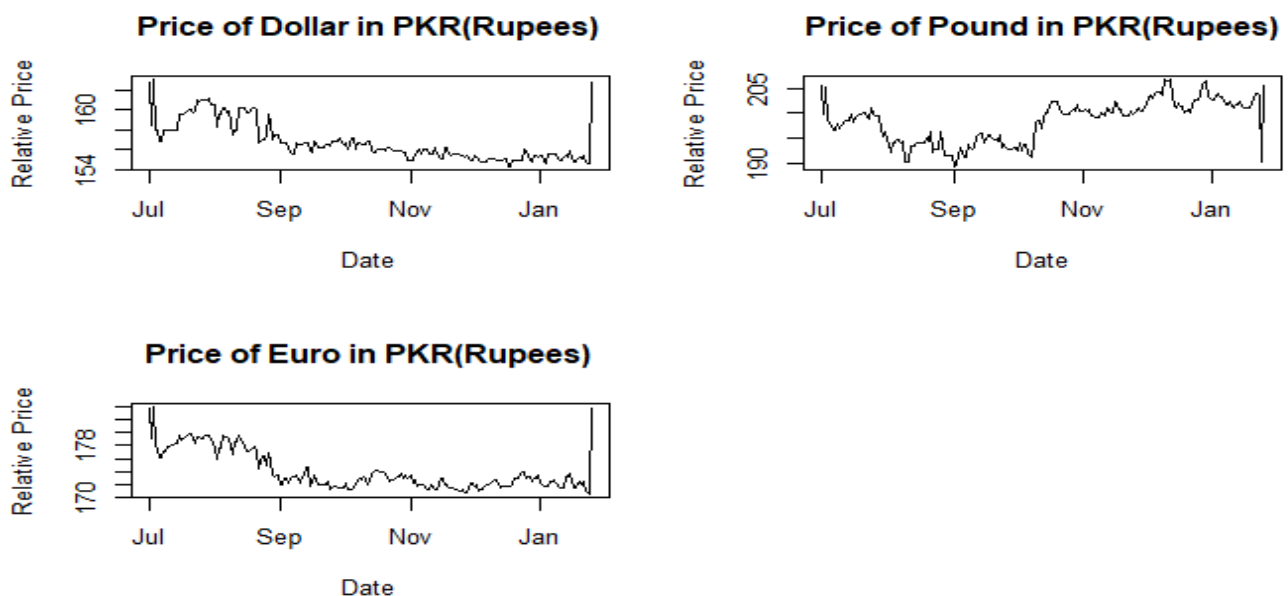 Price of Dollar in PKR(Rupees)
Relative Price
160
154
Jul Sep Nov Jan
Date
Price of Pound in PKR(Rupees)
Relative Price
205
190
Jul Sep Nov Jan
Date
Price of Euro in PKR(Rupees)
Relative Price
178
170
Jul Sep Nov Jan
Date